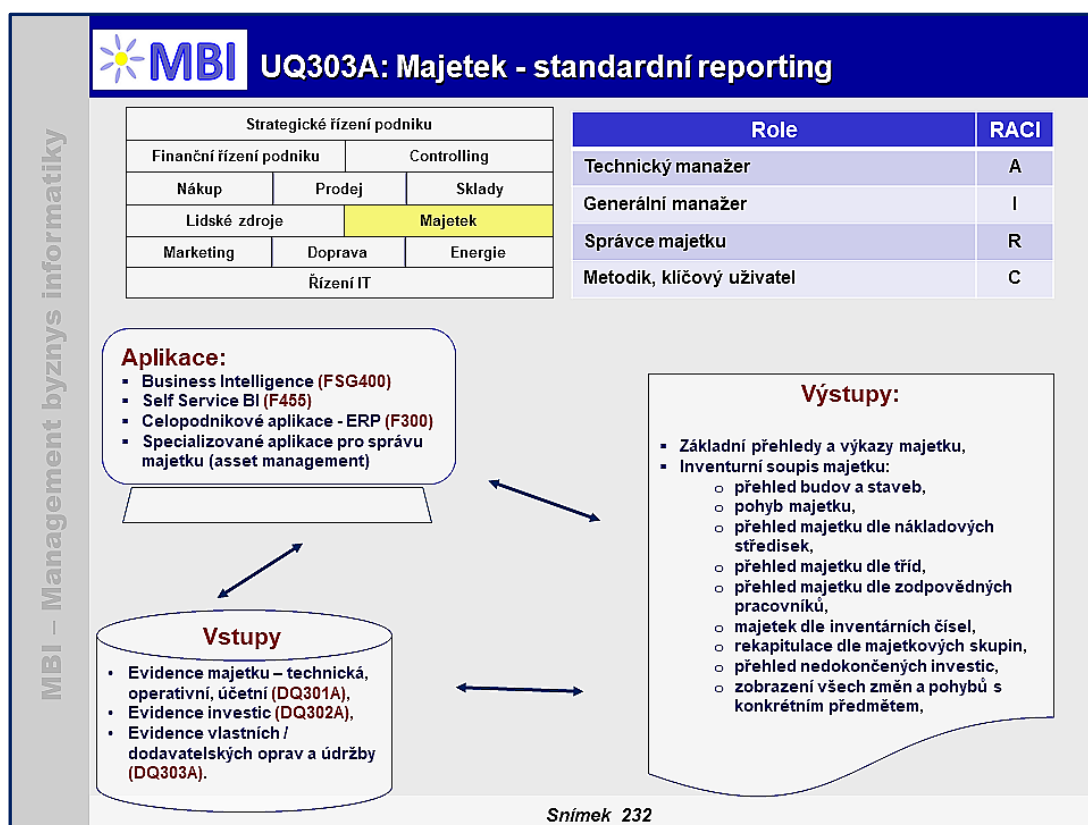 MBI – Management byznys informatiky
MBI
UQ303A: Majetek - standardní reporting
Strategické řízení podniku
Finanční řízení podniku
Controlling
Nákup
Prodej
Sklady
Lidské zdroje
Majetek
Marketing
Doprava
Energie
Řízení IT
Role RACI
Technický manažer A
Generální manažer I
Správce majetku R
Metodik, klíčový uživatel C
Aplikace:
▪ Business Intelligence (FSG400)
▪ Self Service BI (F455)
▪ Celopodnikové aplikace - ERP (F300)
▪ Specializované aplikace pro správu
majetku (asset management)
Vstupy
• Evidence majetku – technická,
operativní, účetní (DQ301A),
• Evidence investic (DQ302A),
• Evidence vlastních /
dodavatelských oprav a údržby
(DQ303A).
Výstupy:
▪ Základní přehledy a výkazy majetku,
▪ Inventurní soupis majetku:
o přehled budov a staveb,
o pohyb majetku,
o přehled majetku dle nákladových
středisek,
o přehled majetku dle tříd,
o přehled majetku dle zodpovědných
pracovníků,
o majetek dle inventárních čísel,
o rekapitulace dle majetkových skupin,
o přehled nedokončených investic,
o zobrazení všech změn a pohybů s
konkrétním předmětem,
Snímek 232